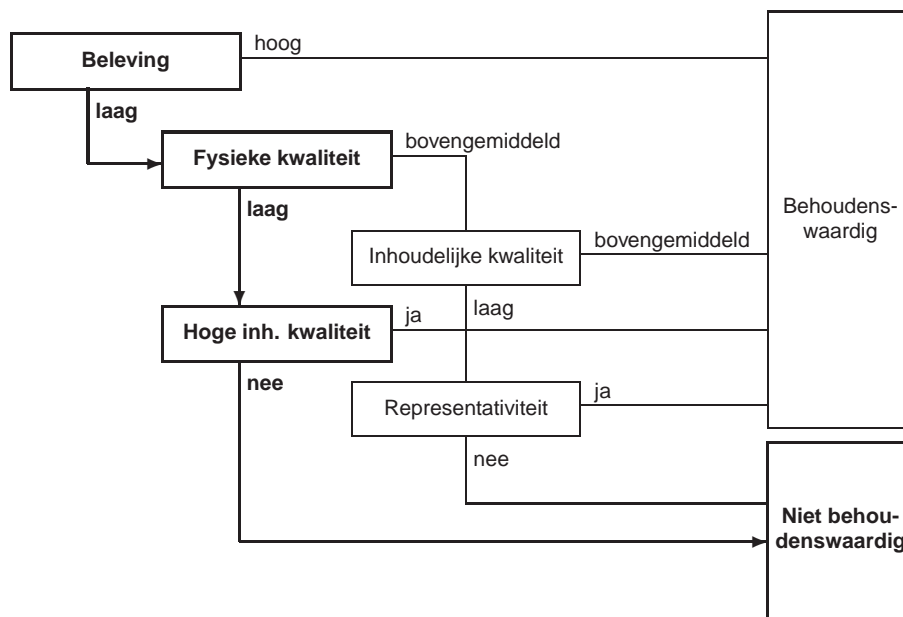 hoog
Beleving
laag
bovengemiddeld
Fysieke kwaliteit
laag
Behoudens-
waardig
bovengemiddeld
Inhoudelijke kwaliteit
laag
ja
Hoge inh. kwaliteit
nee
ja
Representativiteit
nee
Niet behou-
denswaardig